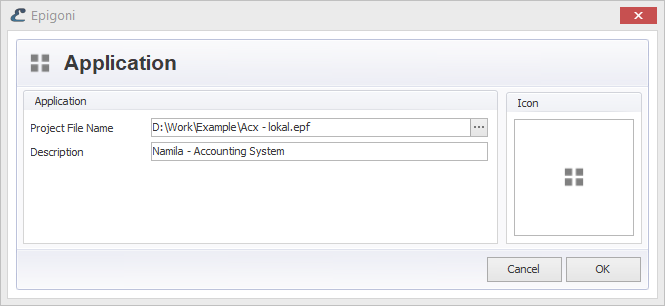 Epigoni
Application
Application
Project File Name
D:\Work\Example\Acx - lokal.epf
...
Description
Namila - Accounting System
Icon
Cancel
OK